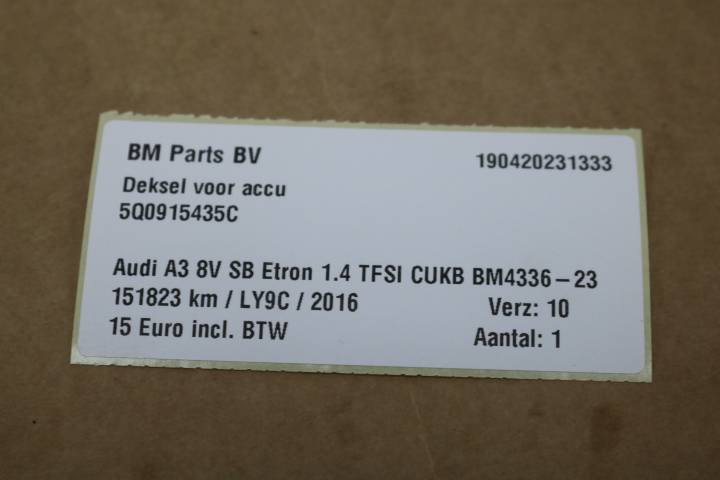 BM Parts BV 190420231333
Deksel voor accu
5Q0915435C
Audi A3 8V SB Etron 1.4 TFSI CUKB BM4336-23
151823 km / LY9C / 2016 Verz: 10
15 Euro incl. BTW Aantal: 1